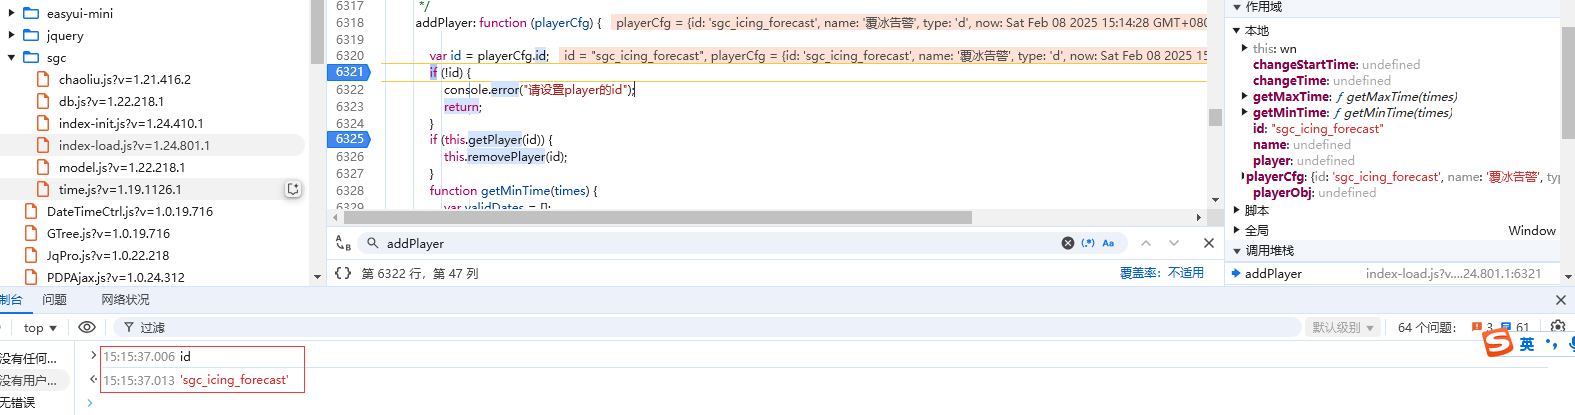 easyui-mini
jquery
sgc
chaoliu.js?v=1.21.416.2
db.js?v=1.22.218.1
index-init.js?v=1.24.410.1
index-load.js?v=1.24.801.1
model.js?v=1.22.218.1
time.js?v=1.19.1126.1
DateTimeCtrl.js?v=1.0.19.716
GTree.js?v=1.0.19.716
JqPro.js?v=1.0.22.218
PDPAjax.js?v=1.0.24.312
6317 */
6318 addPlayer: function (playerCfg) { playerCfg = {id: 'sgc_icing_forecast', name: '覆冰告警', type: 'd', now: Sat Feb 08 2025 15:14:28 GMT+080
6319
6320 var id = playerCfg.id; id = "sgc_icing_forecast", playerCfg = {id: 'sgc_icing_forecast', name: '覆冰告警', type: 'd', now: Sat Feb 08 2025 15
6321 if (!id) {
6322 console.error("请设置player的id");
6323 return;
6324 }
6325 if (this.getPlayer(id)) {
6326 this.removePlayer(id);
6327 }
6328 function getMinTime(times) {
6329 var validDates = [];
addPlayer
(.*) Aa
{} 第 6322 行，第 47 列
覆盖率：不适用
作用域
本地
this: wn
changeStartTime: undefined
changeTime: undefined
getMaxTime: ƒ getMaxTime(times)
getMinTime: ƒ getMinTime(times)
id: "sgc_icing_forecast"
name: undefined
player: undefined
playerCfg: {id: 'sgc_icing_forecast', name: '覆冰告警', ty
playerObj: undefined
脚本
全局 Window
调用堆栈
addPlayer index-load.js?v....24.801.1:6321
制台 问题 网络状况
top 过滤 默认级别 64 个问题： 3 61
没有任何...
没有用户...
无错误
15:15:37.006 id
15:15:37.013 'sgc_icing_forecast'
S 英